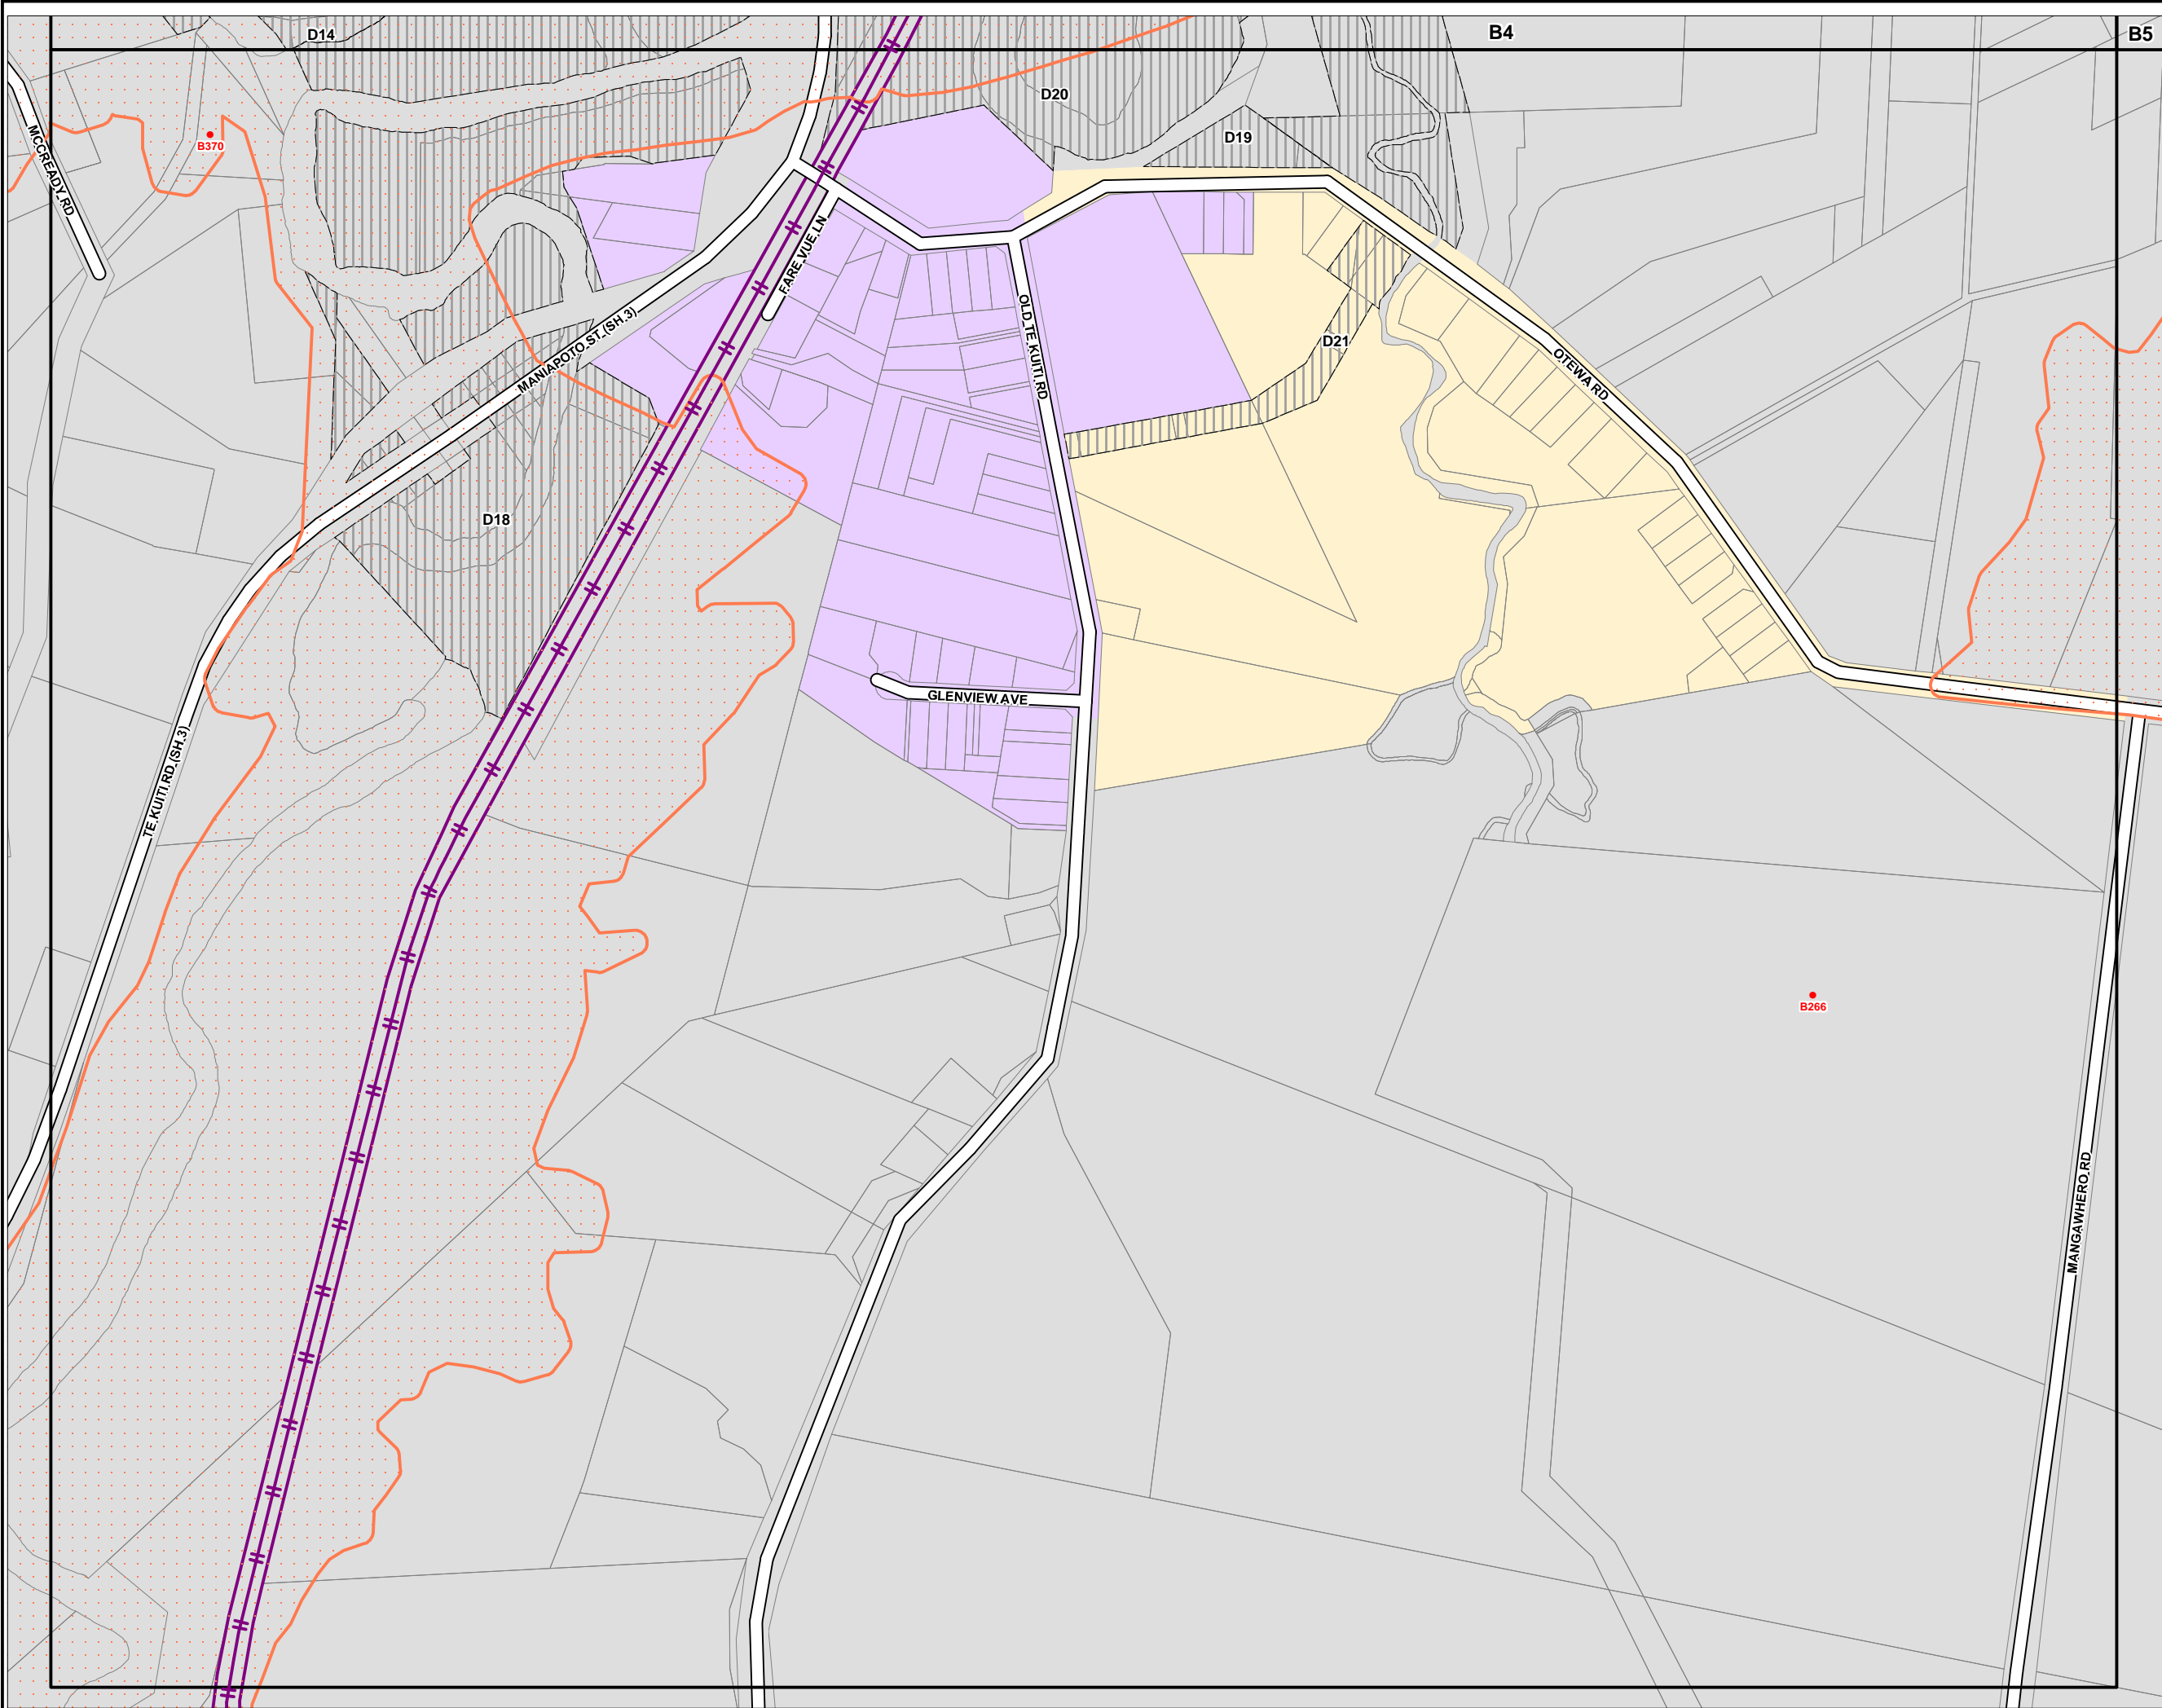 D14
B4
B5
D20
D19
B370
MCCREADY RD
FARE VUE LN
MANIAPOTO ST (SH 3)
OLD TE KUITI RD
D21
OTEWA RD
D18
GLENVIEW AVE
TE KUITI RD (SH 3)
B266
MANGAWHERO RD